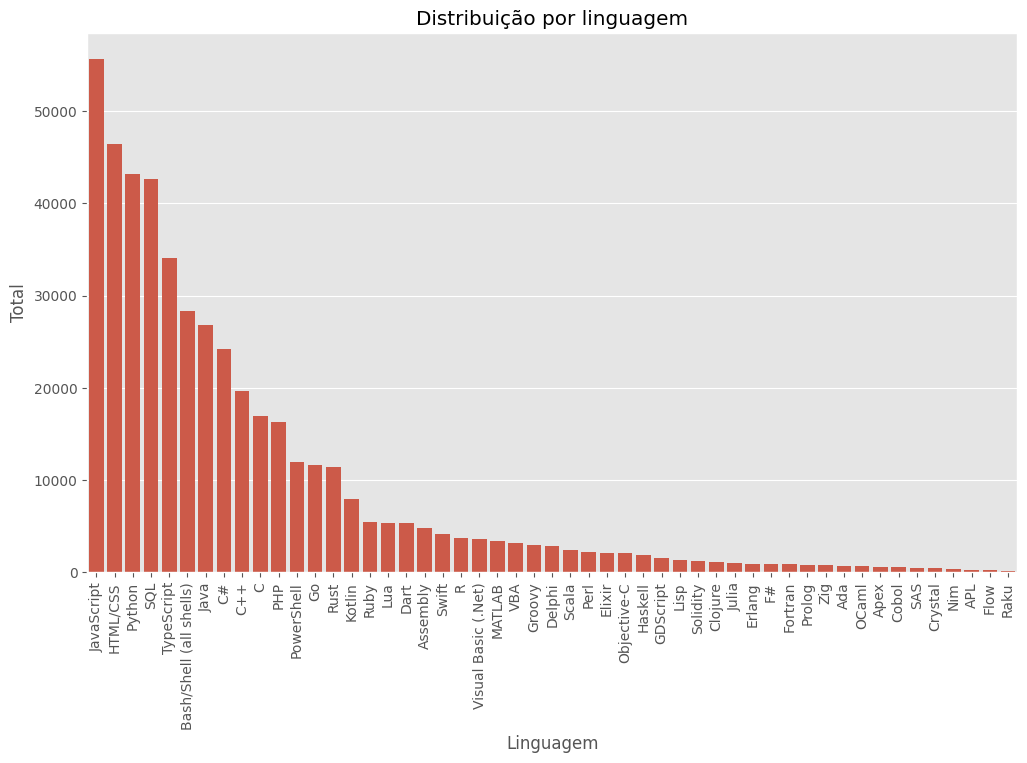 Distribuição por linguagem
Total
50000
40000
30000
20000
10000
0
JavaScript
HTML/CSS
Python
SQL
TypeScript
Bash/Shell (all shells)
Java
C#
C++
C
PHP
PowerShell
Go
Rust
Kotlin
Ruby
Lua
Dart
Assembly
Swift
R
Visual Basic (.Net)
MATLAB
VBA
Groovy
Delphi
Scala
Perl
Elixir
Objective-C
Haskell
GDScript
Lisp
Solidity
Clojure
Julia
Erlang
F#
Fortran
Prolog
Zig
Ada
OCaml
Apex
Cobol
SAS
Crystal
Nim
APL
Flow
Raku
Linguagem